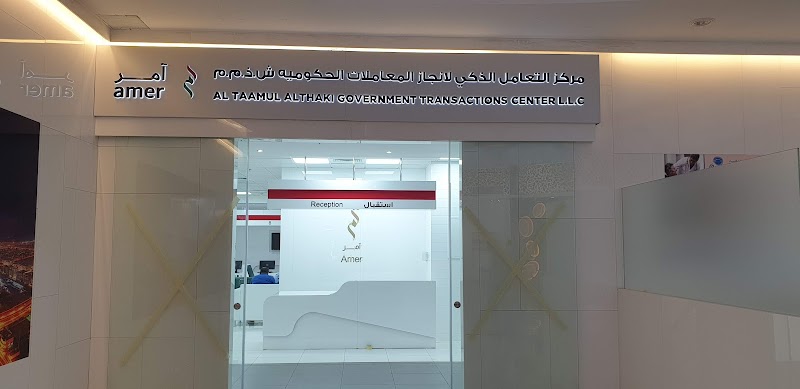 آمر
amer
مركز التعامل الذكي لانجاز المعاملات الحكوميه ش.ذ.م.م
AL TAAMUL ALTHAKI GOVERNMENT TRANSACTIONS CENTER L.L.C
Reception استقبال
آمر
Amer